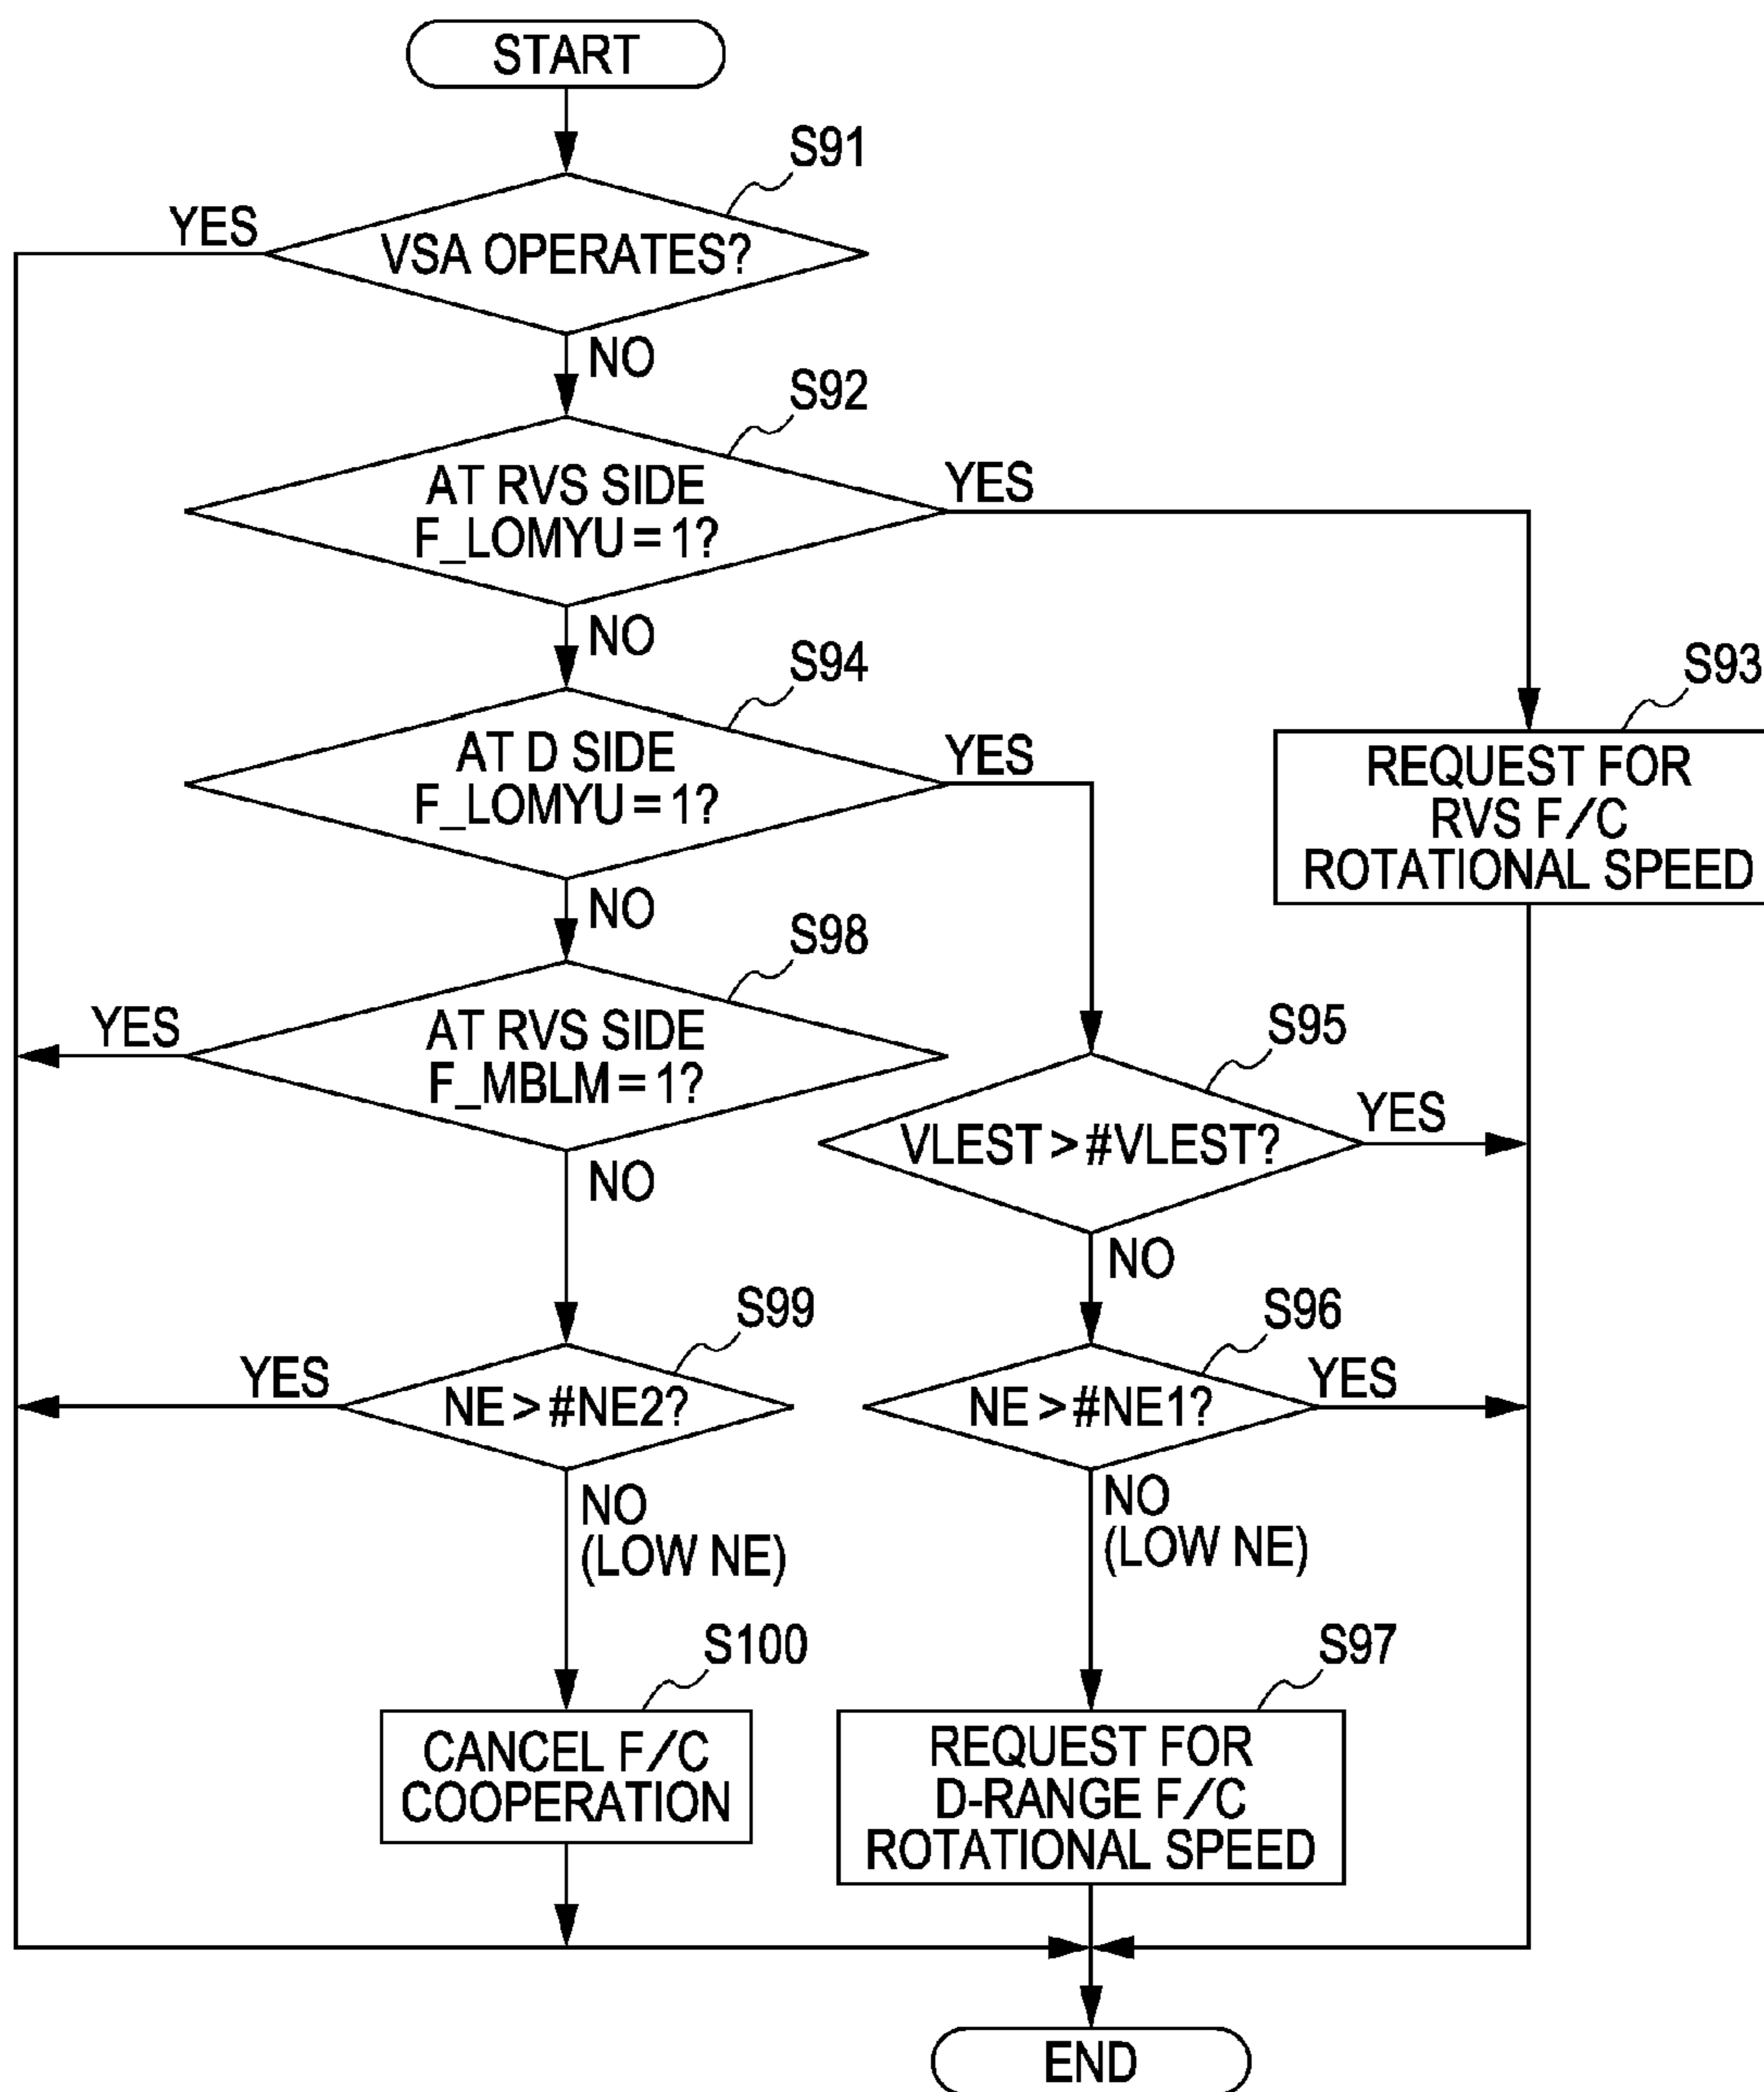 START
S91
YES
VSA OPERATES?
NO
S92
AT RVS SIDE
F_LOMYU = 1?
YES
NO
S93
REQUEST FOR
RVS F/C
ROTATIONAL SPEED
S94
AT D SIDE
F_LOMYU = 1?
YES
NO
S98
YES
AT RVS SIDE
F_MBLM = 1?
NO
S95
VLEST > #VLEST?
YES
NO
S99
YES
NE > #NE2?
NO
(LOW NE)
S96
NE > #NE1?
YES
NO
(LOW NE)
S100
CANCEL F/C
COOPERATION
S97
REQUEST FOR
D-RANGE F/C
ROTATIONAL SPEED
END